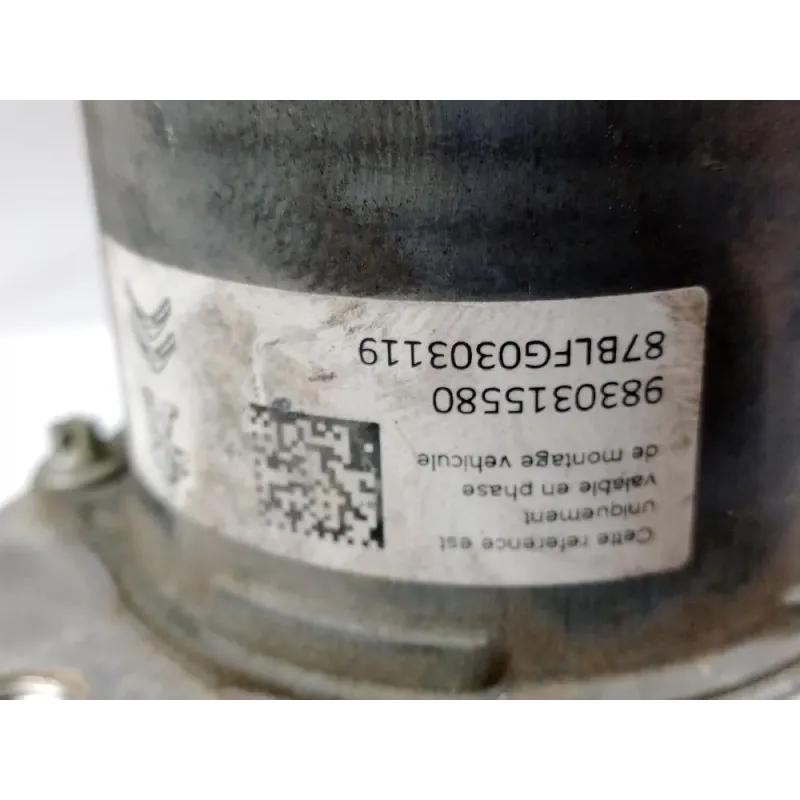 Cette reference est
uniquement
valable en phase
de montage vehicule
9830315580
87BLFG0303119